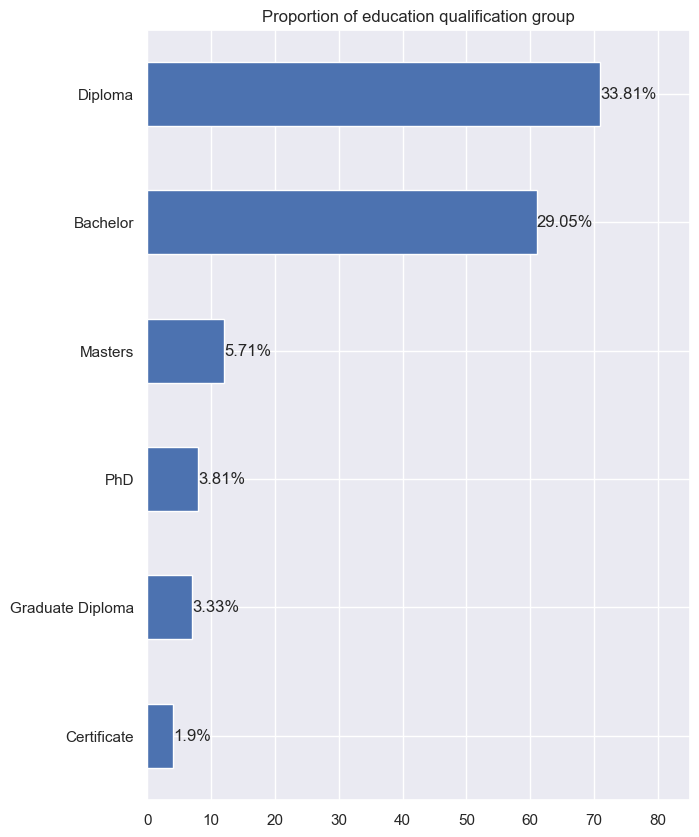 Proportion of education qualification group
Diploma 33.81%
Bachelor 29.05%
Masters 5.71%
PhD 3.81%
Graduate Diploma 3.33%
Certificate 1.9%
0 10 20 30 40 50 60 70 80